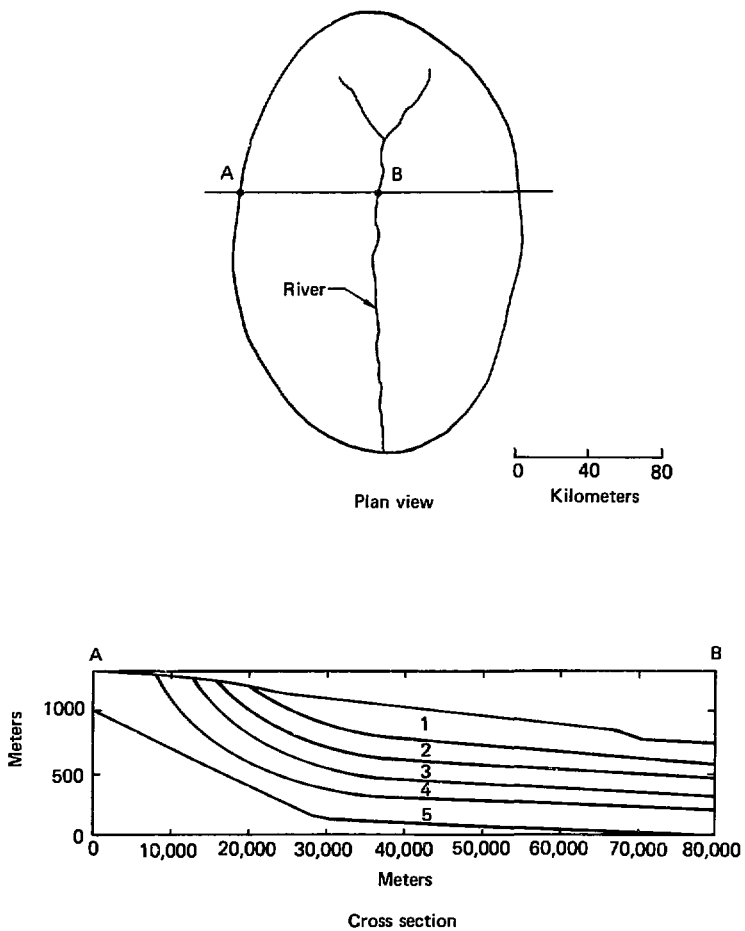 A
B
River
0 40 80
Kilometers
Plan view
A B
Meters
1000
500
0
1
2
3
4
5
0 10,000 20,000 30,000 40,000 50,000 60,000 70,000 80,000
Meters
Cross section